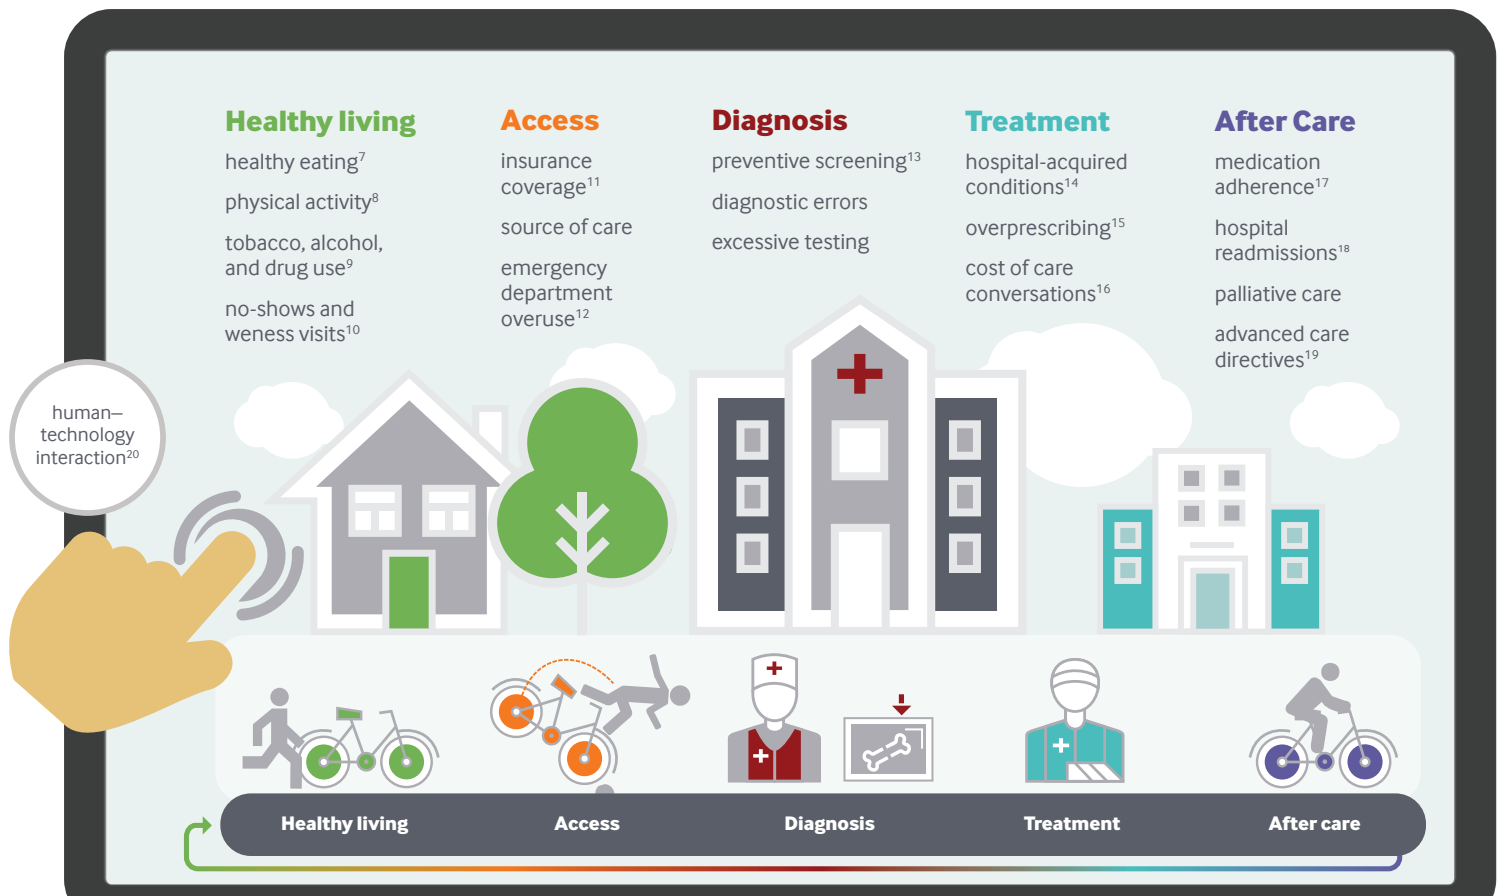 Healthy living
healthy eating7
physical activity8
tobacco, alcohol,
and drug use9
no-shows and
weness visits10
Access
insurance
coverage11
source of care
emergency
department
overuse12
Diagnosis
preventive screening13
diagnostic errors
excessive testing
Treatment
hospital-acquired
conditions14
overprescribing15
cost of care
conversations16
After Care
medication
adherence17
hospital
readmissions18
palliative care
advanced care
directives19
human–
technology
interaction20
Healthy living
Access
Diagnosis
Treatment
After care